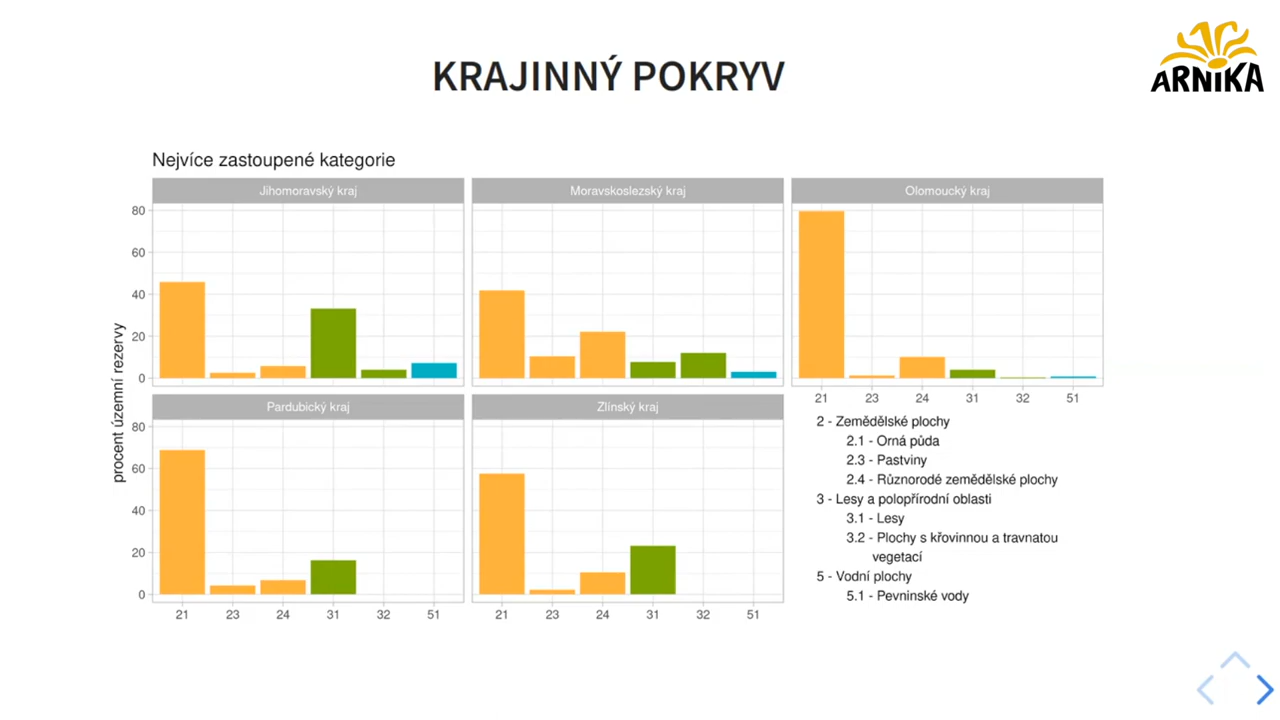 ARNIKA
KRAJINNÝ POKRYV
Nejvíce zastoupené kategorie
Jihomoravský kraj
Moravskoslezský kraj
Olomoucký kraj
80
60
40
20
0
21 23 24 31 32 51
procent územní rezervy
Pardubický kraj
Zlínský kraj
80
60
40
20
0
21 23 24 31 32 51
21 23 24 31 32 51
2 - Zemědělské plochy
2.1 - Orná půda
2.3 - Pastviny
2.4 - Různorodé zemědělské plochy
3 - Lesy a polopřírodní oblasti
3.1 - Lesy
3.2 - Plochy s křovinnou a travnatou
vegetací
5 - Vodní plochy
5.1 - Pevninské vody